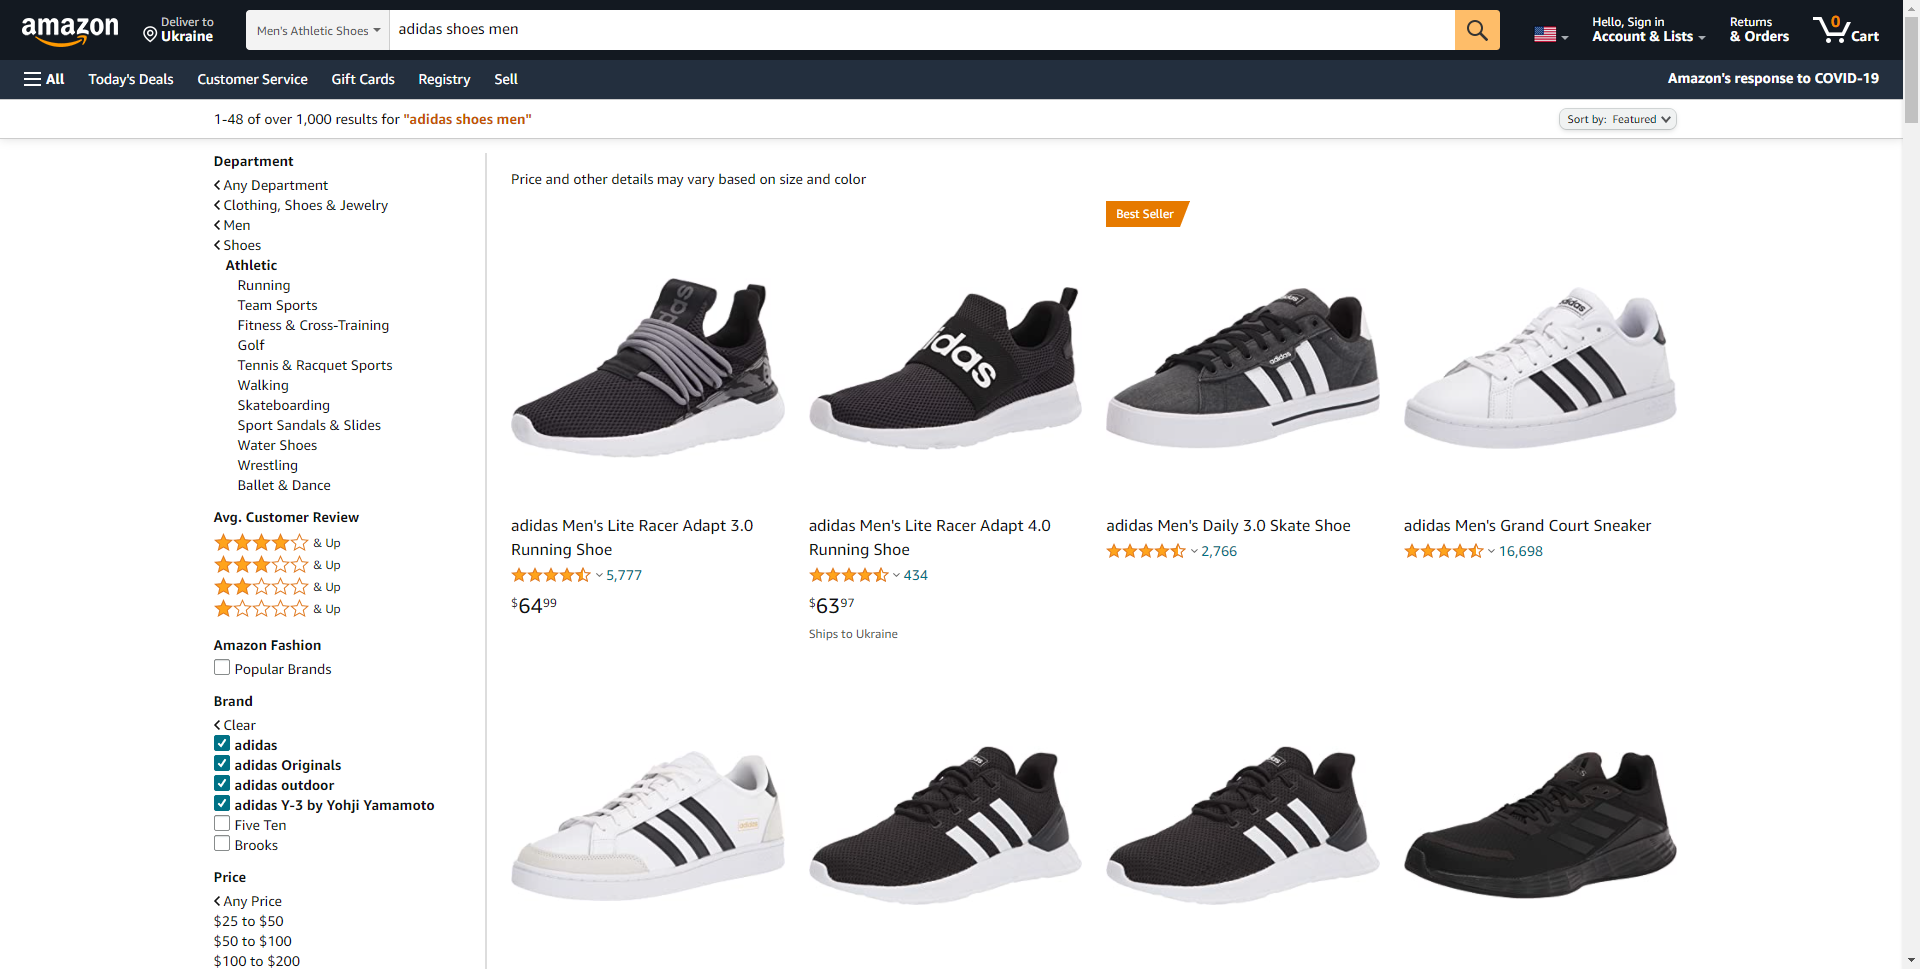 amazon
Deliver to
Ukraine
Men's Athletic Shoes
adidas shoes men
Hello, Sign in
Account & Lists
Returns
& Orders
0
Cart
All
Today's Deals
Customer Service
Gift Cards
Registry
Sell
Amazon's response to COVID-19
1-48 of over 1,000 results for "adidas shoes men"
Sort by: Featured
Department
Any Department
Clothing, Shoes & Jewelry
Men
Shoes
Athletic
Running
Team Sports
Fitness & Cross-Training
Golf
Tennis & Racquet Sports
Walking
Skateboarding
Sport Sandals & Slides
Water Shoes
Wrestling
Ballet & Dance
Avg. Customer Review
& Up
& Up
& Up
& Up
Amazon Fashion
Popular Brands
Brand
Clear
adidas
adidas Originals
adidas outdoor
adidas Y-3 by Yohji Yamamoto
Five Ten
Brooks
Price
Any Price
$25 to $50
$50 to $100
$100 to $200
Price and other details may vary based on size and color
adidas
adidas Men's Lite Racer Adapt 3.0
Running Shoe
5,777
$64.99
adidas
adidas Men's Lite Racer Adapt 4.0
Running Shoe
434
$63.97
Ships to Ukraine
Best Seller
adidas
adidas
adidas Men's Daily 3.0 Skate Shoe
2,766
adidas
adidas Men's Grand Court Sneaker
16,698
adidas
adidas
adidas